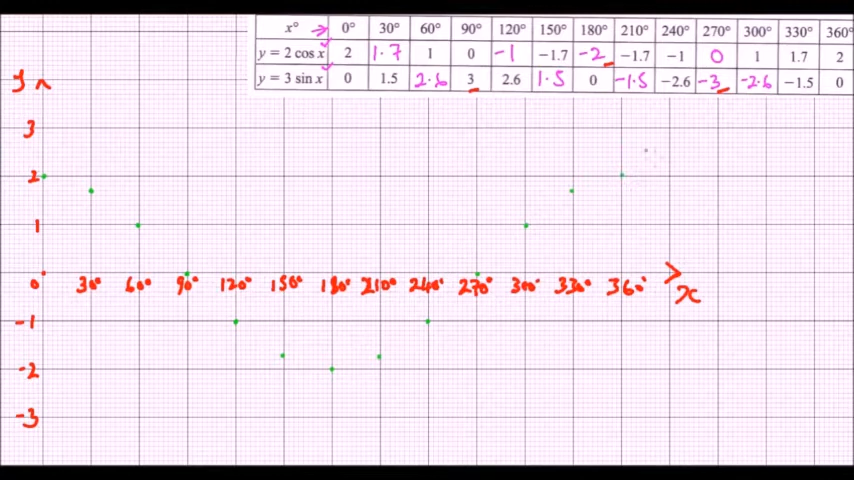 x° → 0° 30° 60° 90° 120° 150° 180° 210° 240° 270° 300° 330° 360°
y = 2 cos x 2 1.7 1 0 -1 −1.7 -2 −1.7 −1 0 1 1.7 2
y = 3 sin x 0 1.5 2.6 3 2.6 1.5 0 -1.5 −2.6 -3 -2.6 −1.5 0
y
3
2
1
0 30° 60° 90° 120° 150° 180° 210° 240° 270° 300° 330° 360°
x
-1
-2
-3